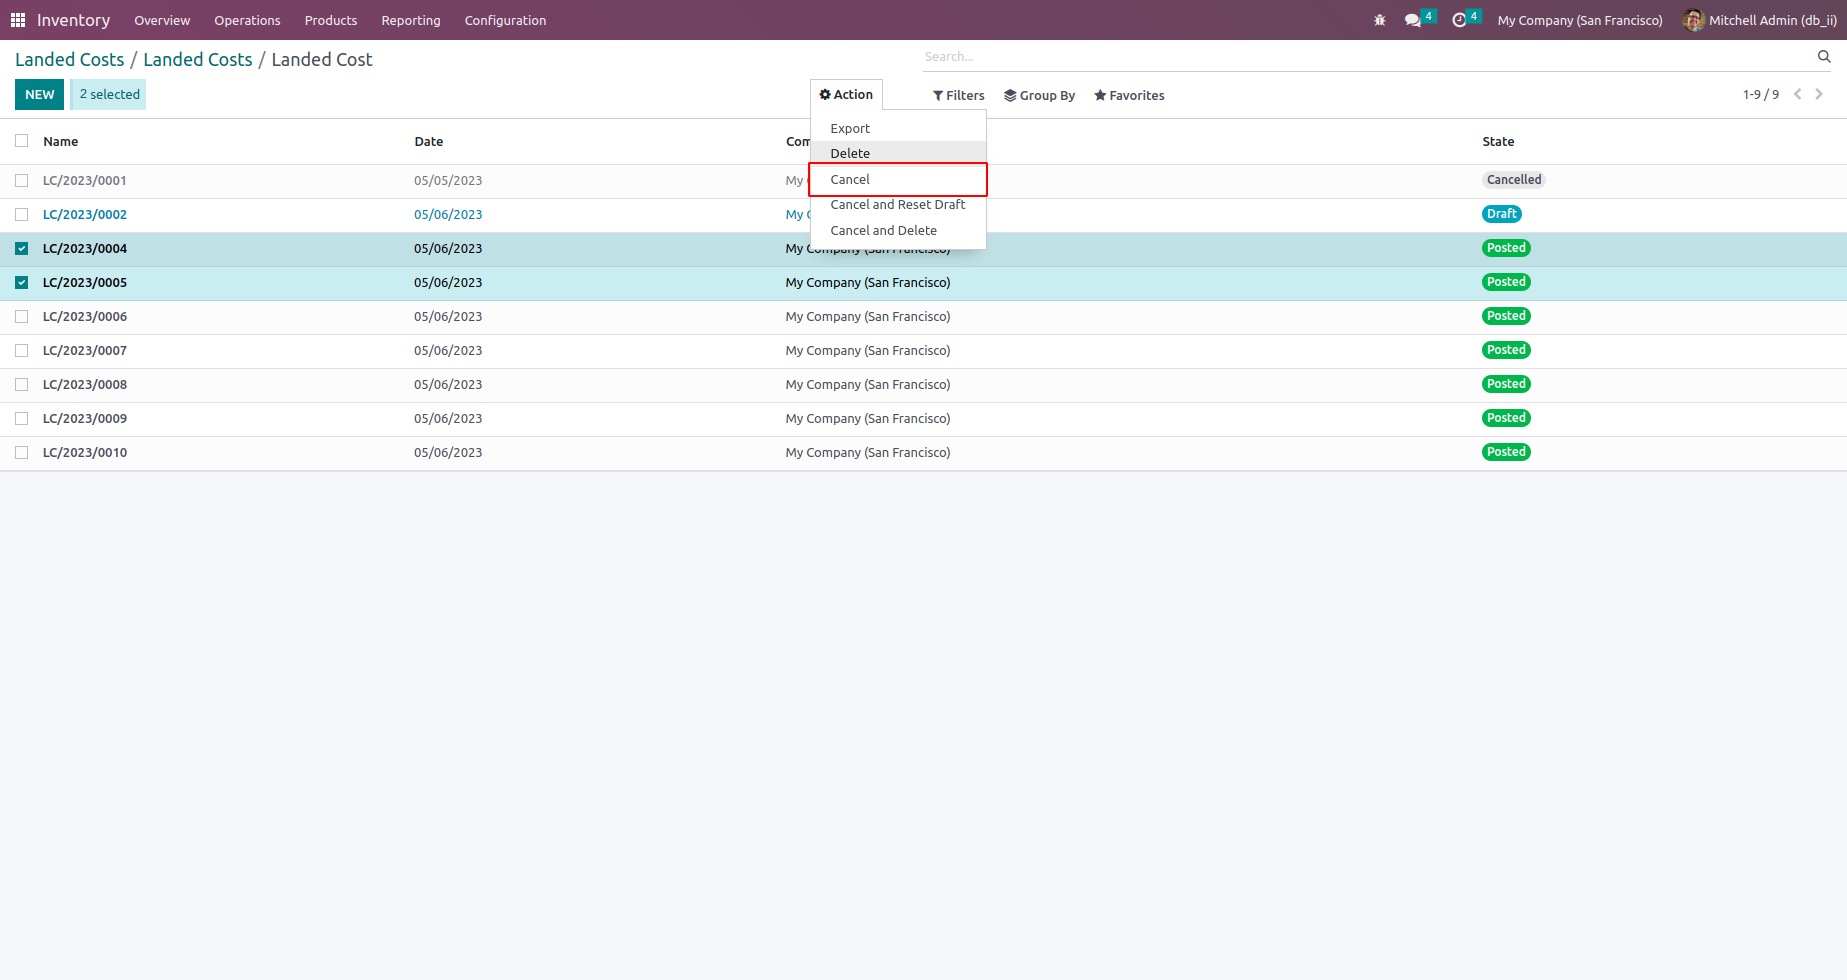 Inventory Overview Operations Products Reporting Configuration 4 4 My Company (San Francisco) Mitchell Admin (db_ii)
Landed Costs / Landed Costs / Landed Cost Search...
NEW 2 selected Action Filters Group By Favorites 1-9 / 9
Export
Name Date Com State
Delete
LC/2023/0001 05/05/2023 My Cancel Cancelled
Cancel and Reset Draft
LC/2023/0002 05/06/2023 My Draft
Cancel and Delete
LC/2023/0004 05/06/2023 My Company (San Francisco) Posted
LC/2023/0005 05/06/2023 My Company (San Francisco) Posted
LC/2023/0006 05/06/2023 My Company (San Francisco) Posted
LC/2023/0007 05/06/2023 My Company (San Francisco) Posted
LC/2023/0008 05/06/2023 My Company (San Francisco) Posted
LC/2023/0009 05/06/2023 My Company (San Francisco) Posted
LC/2023/0010 05/06/2023 My Company (San Francisco) Posted